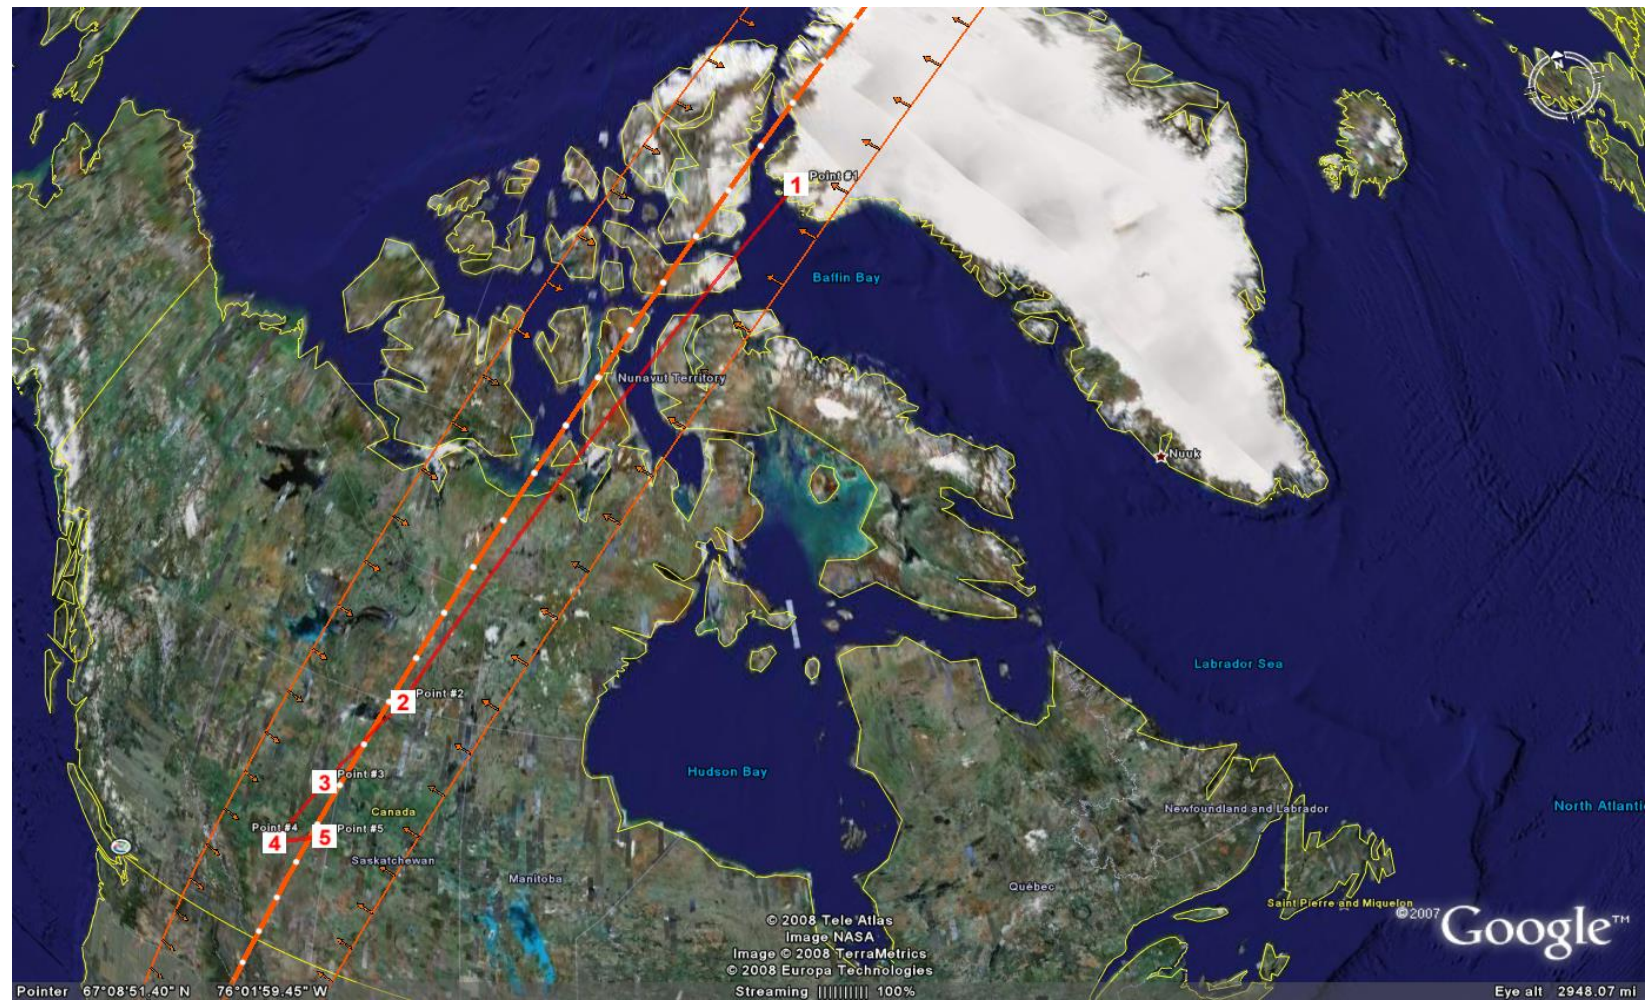 N
1 Point #1
Baffin Bay
Nunavut Territory
Nuuk
Labrador Sea
2 Point #2
Hudson Bay
3 Point #3
Canada
Newfoundland and Labrador
North Atlantic
Point #4
4 5 Point #5
Saskatchewan
Manitoba
Québec
Saint Pierre and Miquelon
©2007 Google™
© 2008 Tele Atlas
Image NASA
Image © 2008 TerraMetrics
© 2008 Europa Technologies
Pointer 67°08'51.40" N 76°01'59.45" W Streaming |||||||||| 100% Eye alt 2948.07 mi